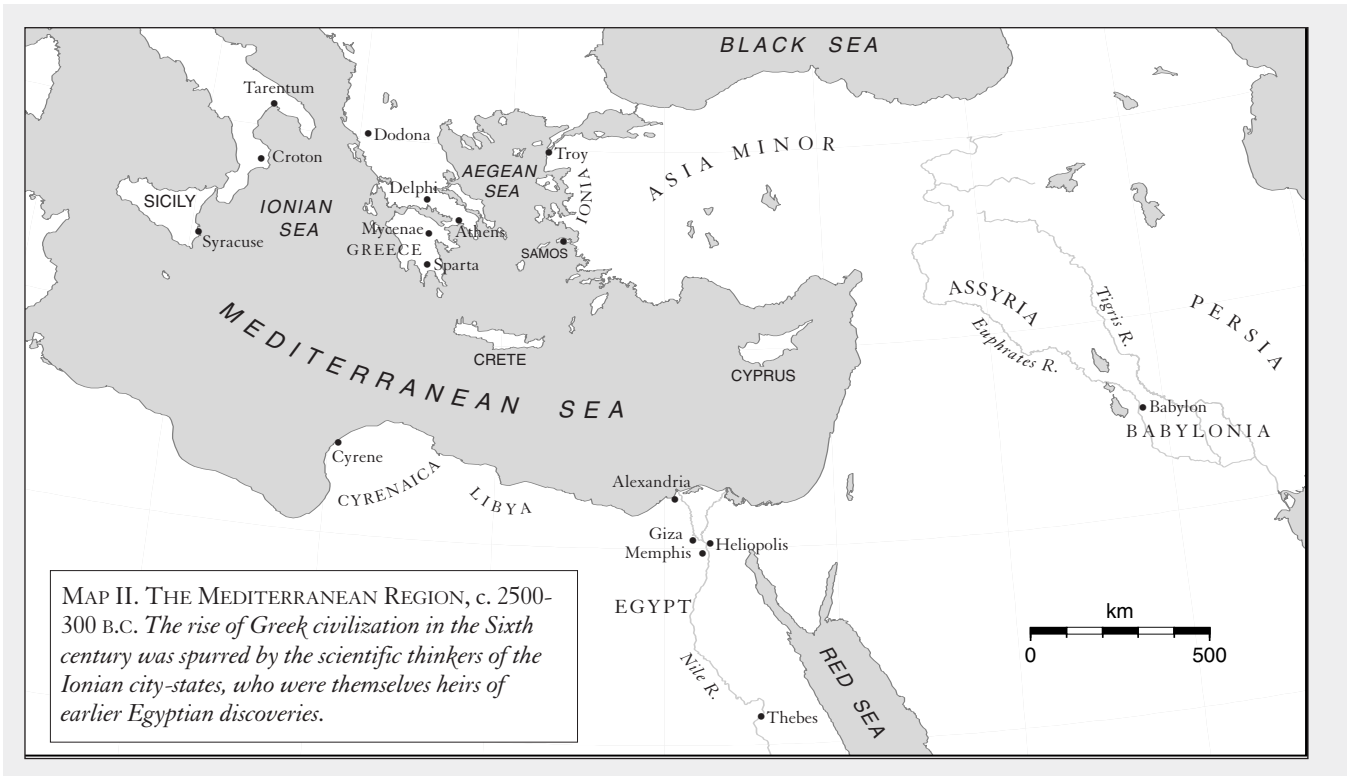 BLACK SEA
Tarentum
Dodona
Croton
Troy
ASIA MINOR
AEGEAN
SEA
IONIA
Delphi
SICILY
IONIAN
SEA
Syracuse
Mycenae
Athens
GREECE
SAMOS
Sparta
ASSYRIA
Tigris R.
PERSIA
Euphrates R.
MEDITERRANEAN SEA
CRETE
CYPRUS
Babylon
BABYLONIA
Cyrene
CYRENAICA
LIBYA
Alexandria
Giza
Heliopolis
Memphis
EGYPT
Nile R.
RED SEA
Thebes
km
0 500
MAP II. THE MEDITERRANEAN REGION, c. 2500-
300 B.C. The rise of Greek civilization in the Sixth
century was spurred by the scientific thinkers of the
Ionian city-states, who were themselves heirs of
earlier Egyptian discoveries.